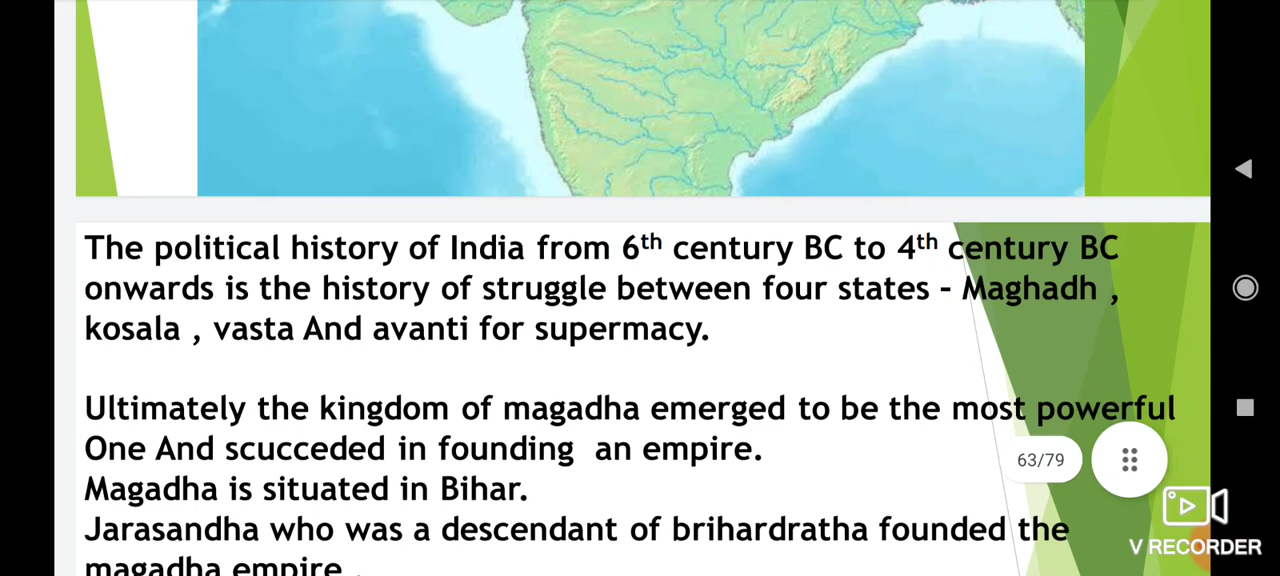 The political history of India from 6th century BC to 4th century BC
onwards is the history of struggle between four states - Maghadh ,
kosala , vasta And avanti for supermacy.
Ultimately the kingdom of magadha emerged to be the most powerful
One And scucceded in founding an empire.
63/79
Magadha is situated in Bihar.
Jarasandha who was a descendant of brihardratha founded the
V RECORDER
magadha empire .